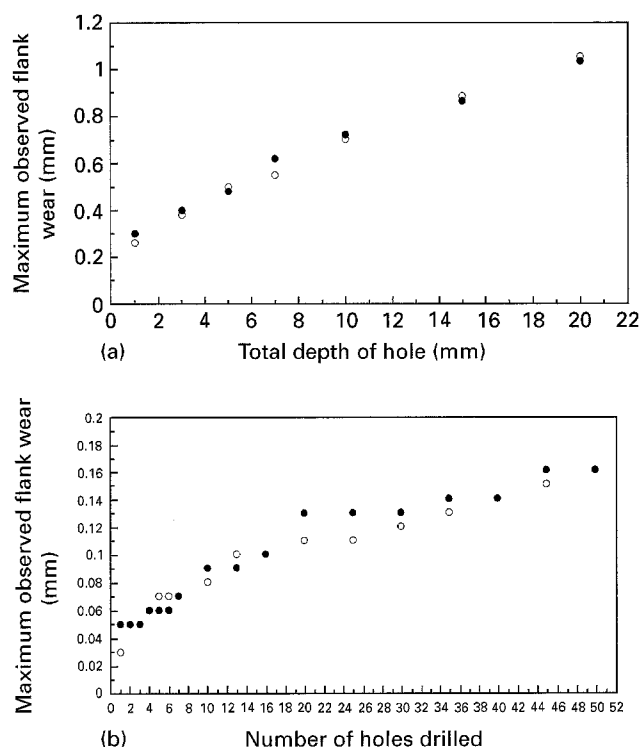 Maximum observed flank
wear (mm)
1.2
1
0.8
0.6
0.4
0.2
0
0 2 4 6 8 10 12 14 16 18 20 22
(a) Total depth of hole (mm)
Maximum observed flank wear
(mm)
0.2
0.18
0.16
0.14
0.12
0.1
0.08
0.06
0.04
0.02
0
0 2 4 6 8 10 12 14 16 18 20 22 24 26 28 30 32 34 36 38 40 42 44 46 48 50 52
(b) Number of holes drilled